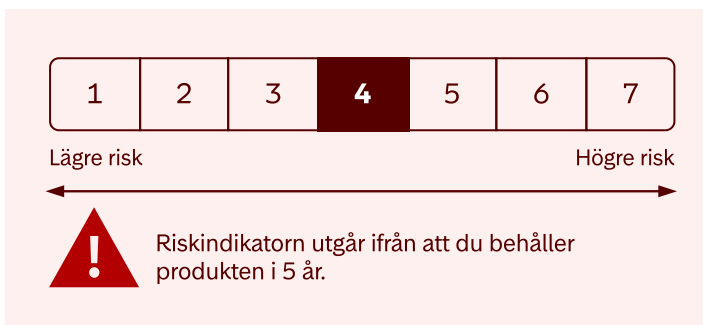 1 2 3 4 5 6 7
Lägre risk Högre risk
!
Riskindikatorn utgår ifrån att du behåller
produkten i 5 år.